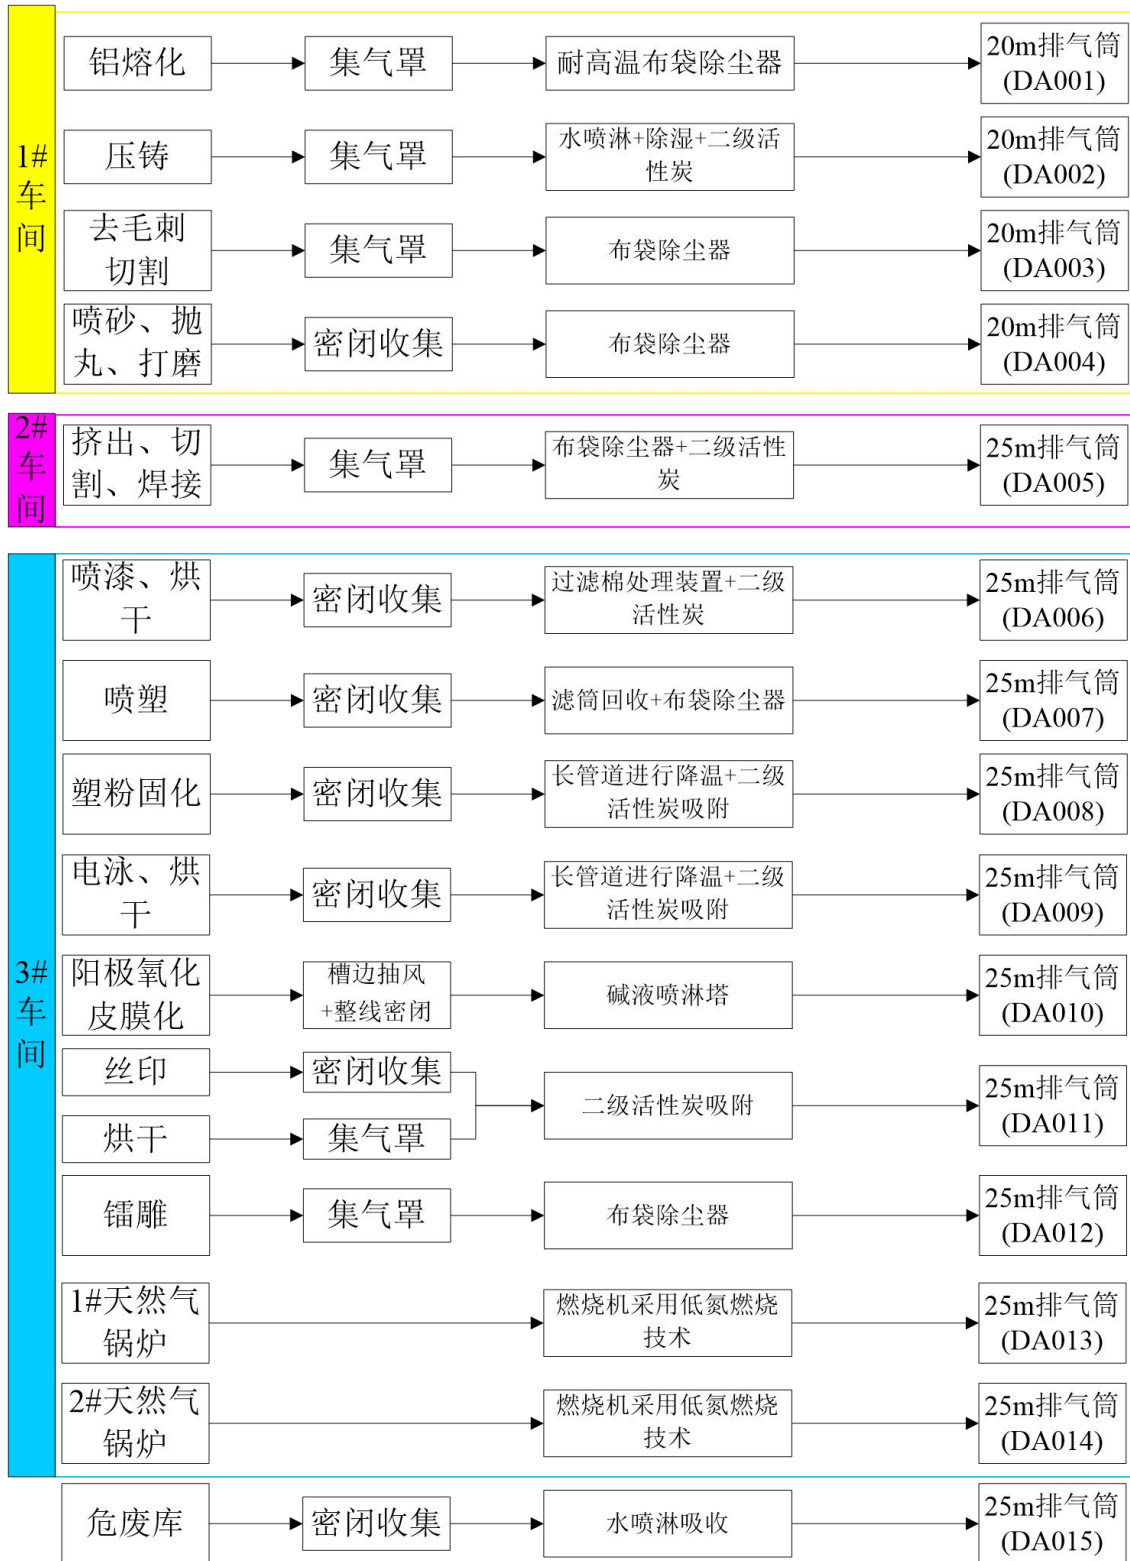 1#
车
间
铝熔化
集气罩
耐高温布袋除尘器
20m排气筒
(DA001)
压铸
集气罩
水喷淋+除湿+二级活
性炭
20m排气筒
(DA002)
去毛刺
切割
集气罩
布袋除尘器
20m排气筒
(DA003)
喷砂、抛
丸、打磨
密闭收集
布袋除尘器
20m排气筒
(DA004)
2#
车
间
挤出、切
割、焊接
集气罩
布袋除尘器+二级活性
炭
25m排气筒
(DA005)
3#
车
间
喷漆、烘
干
密闭收集
过滤棉处理装置+二级
活性炭
25m排气筒
(DA006)
喷塑
密闭收集
滤筒回收+布袋除尘器
25m排气筒
(DA007)
塑粉固化
密闭收集
长管道进行降温+二级
活性炭吸附
25m排气筒
(DA008)
电泳、烘
干
密闭收集
长管道进行降温+二级
活性炭吸附
25m排气筒
(DA009)
阳极氧化
皮膜化
槽边抽风
+整线密闭
碱液喷淋塔
25m排气筒
(DA010)
丝印
密闭收集
烘干
集气罩
二级活性炭吸附
25m排气筒
(DA011)
镭雕
集气罩
布袋除尘器
25m排气筒
(DA012)
1#天然气
锅炉
燃烧机采用低氮燃烧
技术
25m排气筒
(DA013)
2#天然气
锅炉
燃烧机采用低氮燃烧
技术
25m排气筒
(DA014)
危废库
密闭收集
水喷淋吸收
25m排气筒
(DA015)